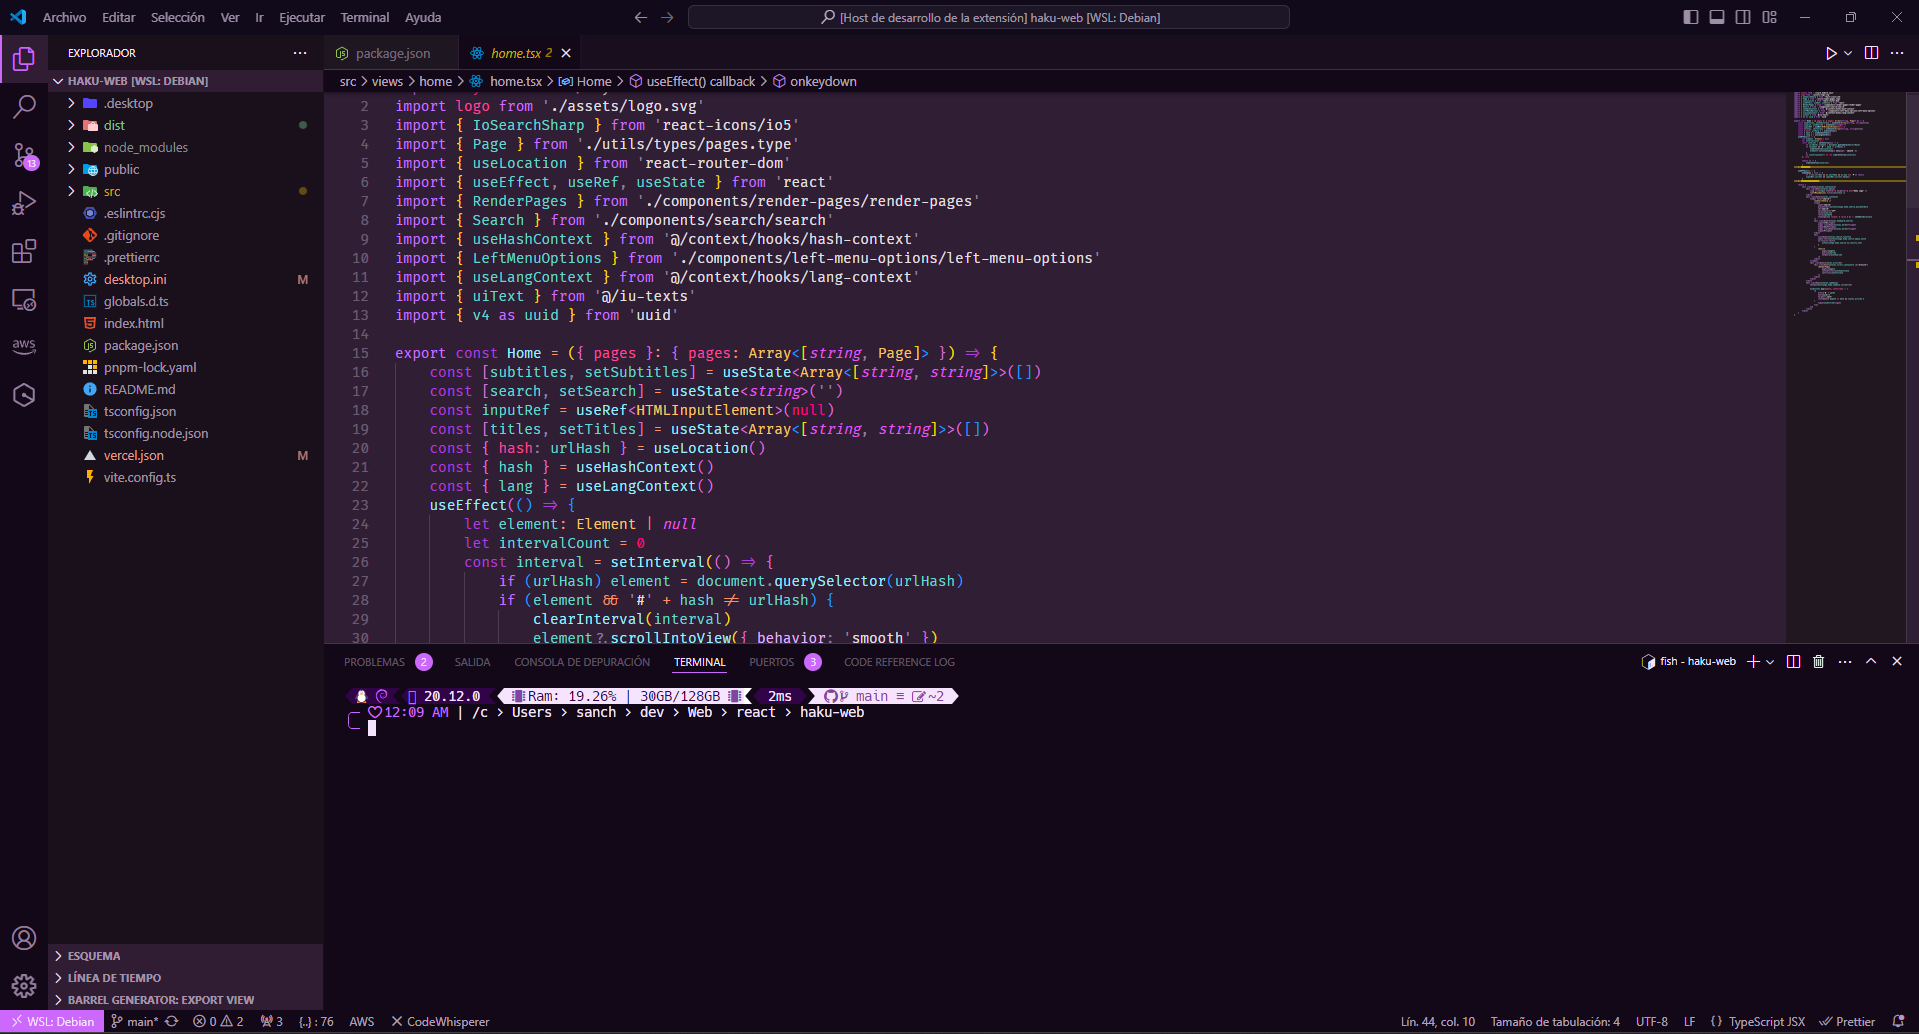 Archivo Editar Selección Ver Ir Ejecutar Terminal Ayuda
[Host de desarrollo de la extensión] haku-web [WSL: Debian]
EXPLORADOR
HAKU-WEB [WSL: DEBIAN]
.desktop
dist
node_modules
public
src
.eslintrc.cjs
.gitignore
.prettierrc
desktop.ini M
globals.d.ts
index.html
package.json
pnpm-lock.yaml
README.md
tsconfig.json
tsconfig.node.json
vercel.json M
vite.config.ts
ESQUEMA
LÍNEA DE TIEMPO
BARREL GENERATOR: EXPORT VIEW
13
aws
package.json
home.tsx 2
src > views > home > home.tsx > Home > useEffect() callback > onkeydown
2 import logo from './assets/logo.svg'
3 import { IoSearchSharp } from 'react-icons/io5'
4 import { Page } from './utils/types/pages.type'
5 import { useLocation } from 'react-router-dom'
6 import { useEffect, useRef, useState } from 'react'
7 import { RenderPages } from './components/render-pages/render-pages'
8 import { Search } from './components/search/search'
9 import { useHashContext } from '@/context/hooks/hash-context'
10 import { LeftMenuOptions } from './components/left-menu-options/left-menu-options'
11 import { useLangContext } from '@/context/hooks/lang-context'
12 import { uiText } from '@/iu-texts'
13 import { v4 as uuid } from 'uuid'
14
15 export const Home = ({ pages }: { pages: Array<[string, Page]> }) => {
16 const [subtitles, setSubtitles] = useState<Array<[string, string]>>([])
17 const [search, setSearch] = useState<string>('')
18 const inputRef = useRef<HTMLInputElement>(null)
19 const [titles, setTitles] = useState<Array<[string, string]>>([])
20 const { hash: urlHash } = useLocation()
21 const { hash } = useHashContext()
22 const { lang } = useLangContext()
23 useEffect(() => {
24 let element: Element | null
25 let intervalCount = 0
26 const interval = setInterval(() => {
27 if (urlHash) element = document.querySelector(urlHash)
28 if (element && '#' + hash != urlHash) {
29 clearInterval(interval)
30 element?.scrollIntoView({ behavior: 'smooth' })
PROBLEMAS 2 SALIDA CONSOLA DE DEPURACIÓN TERMINAL PUERTOS 3 CODE REFERENCE LOG
fish - haku-web
20.12.0 Ram: 19.26% | 30GB/128GB 2ms main ≡ ~2
12:09 AM | /c > Users > sanch > dev > Web > react > haku-web
WSL: Debian main* 0 2 3 {..} : 76 AWS CodeWhisperer
Lín. 44, col. 10 Tamaño de tabulación: 4 UTF-8 LF {} TypeScript JSX Prettier